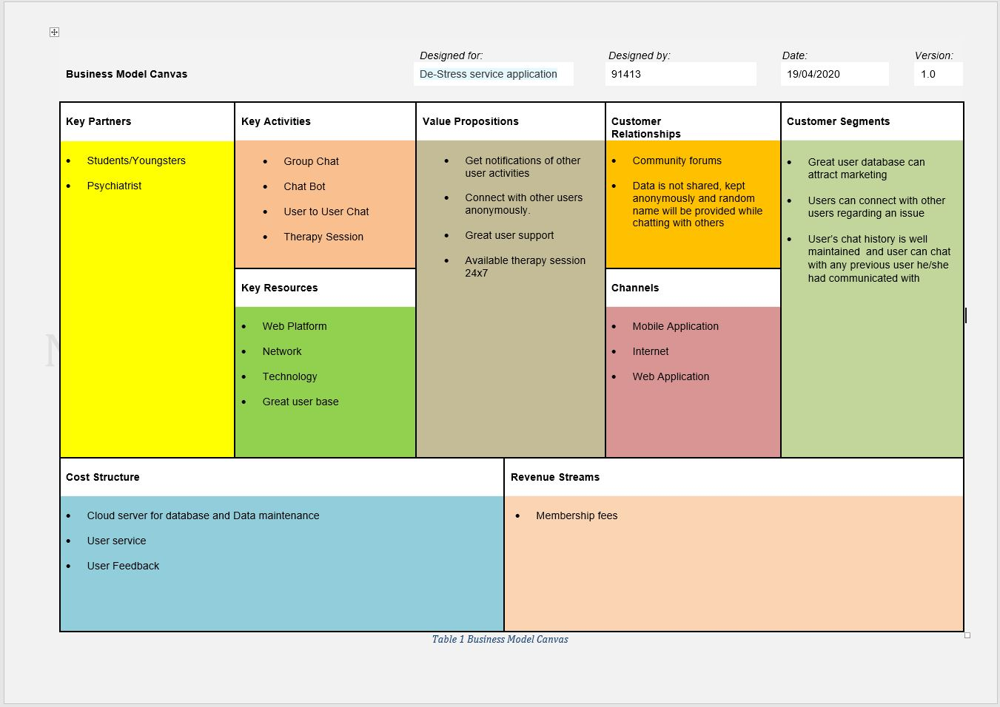 Designed for:
Designed by:
Date:
Version:
Business Model Canvas
De-Stress service application
91413
19/04/2020
1.0
Key Partners
• Students/Youngsters
• Psychiatrist
Key Activities
• Group Chat
• Chat Bot
• User to User Chat
• Therapy Session
Key Resources
• Web Platform
• Network
• Technology
• Great user base
Value Propositions
• Get notifications of other
user activities
• Connect with other users
anonymously.
• Great user support
• Available therapy session
24x7
Customer
Relationships
• Community forums
• Data is not shared, kept
anonymously and random
name will be provided while
chatting with others
Channels
• Mobile Application
• Internet
• Web Application
Customer Segments
• Great user database can
attract marketing
• Users can connect with other
users regarding an issue
• User’s chat history is well
maintained and user can chat
with any previous user he/she
had communicated with
Cost Structure
• Cloud server for database and Data maintenance
• User service
• User Feedback
Revenue Streams
• Membership fees
Table 1 Business Model Canvas